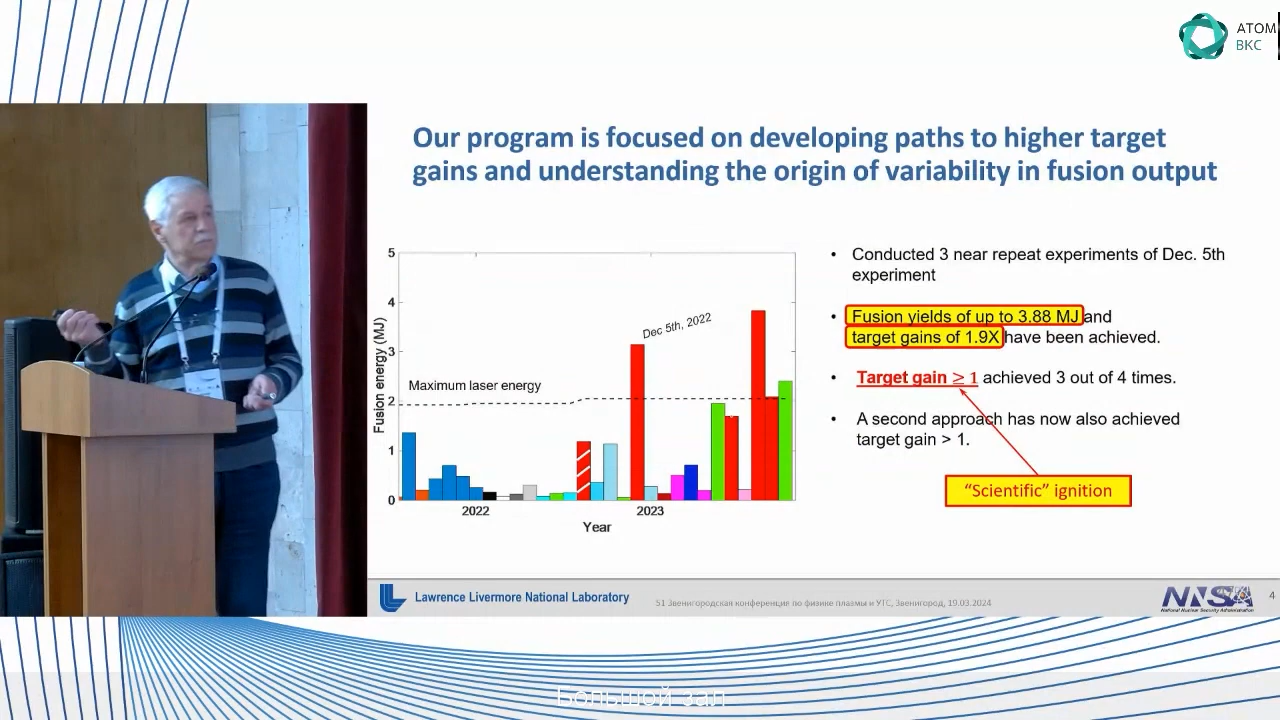 АТОМ
ВКС
Our program is focused on developing paths to higher target
gains and understanding the origin of variability in fusion output
5
4
3
2
1
0
Fusion energy (MJ)
Dec 5th, 2022
Maximum laser energy
2022
2023
Year
• Conducted 3 near repeat experiments of Dec. 5th
experiment
• Fusion yields of up to 3.88 MJ and
target gains of 1.9X have been achieved.
• Target gain ≥ 1 achieved 3 out of 4 times.
• A second approach has now also achieved
target gain > 1.
“Scientific” ignition
Lawrence Livermore National Laboratory
51 Звенигородская конференция по физике плазмы и УТС, Звенигород, 19.03.2024
NNSA
National Nuclear Security Administration
4
Большой зал